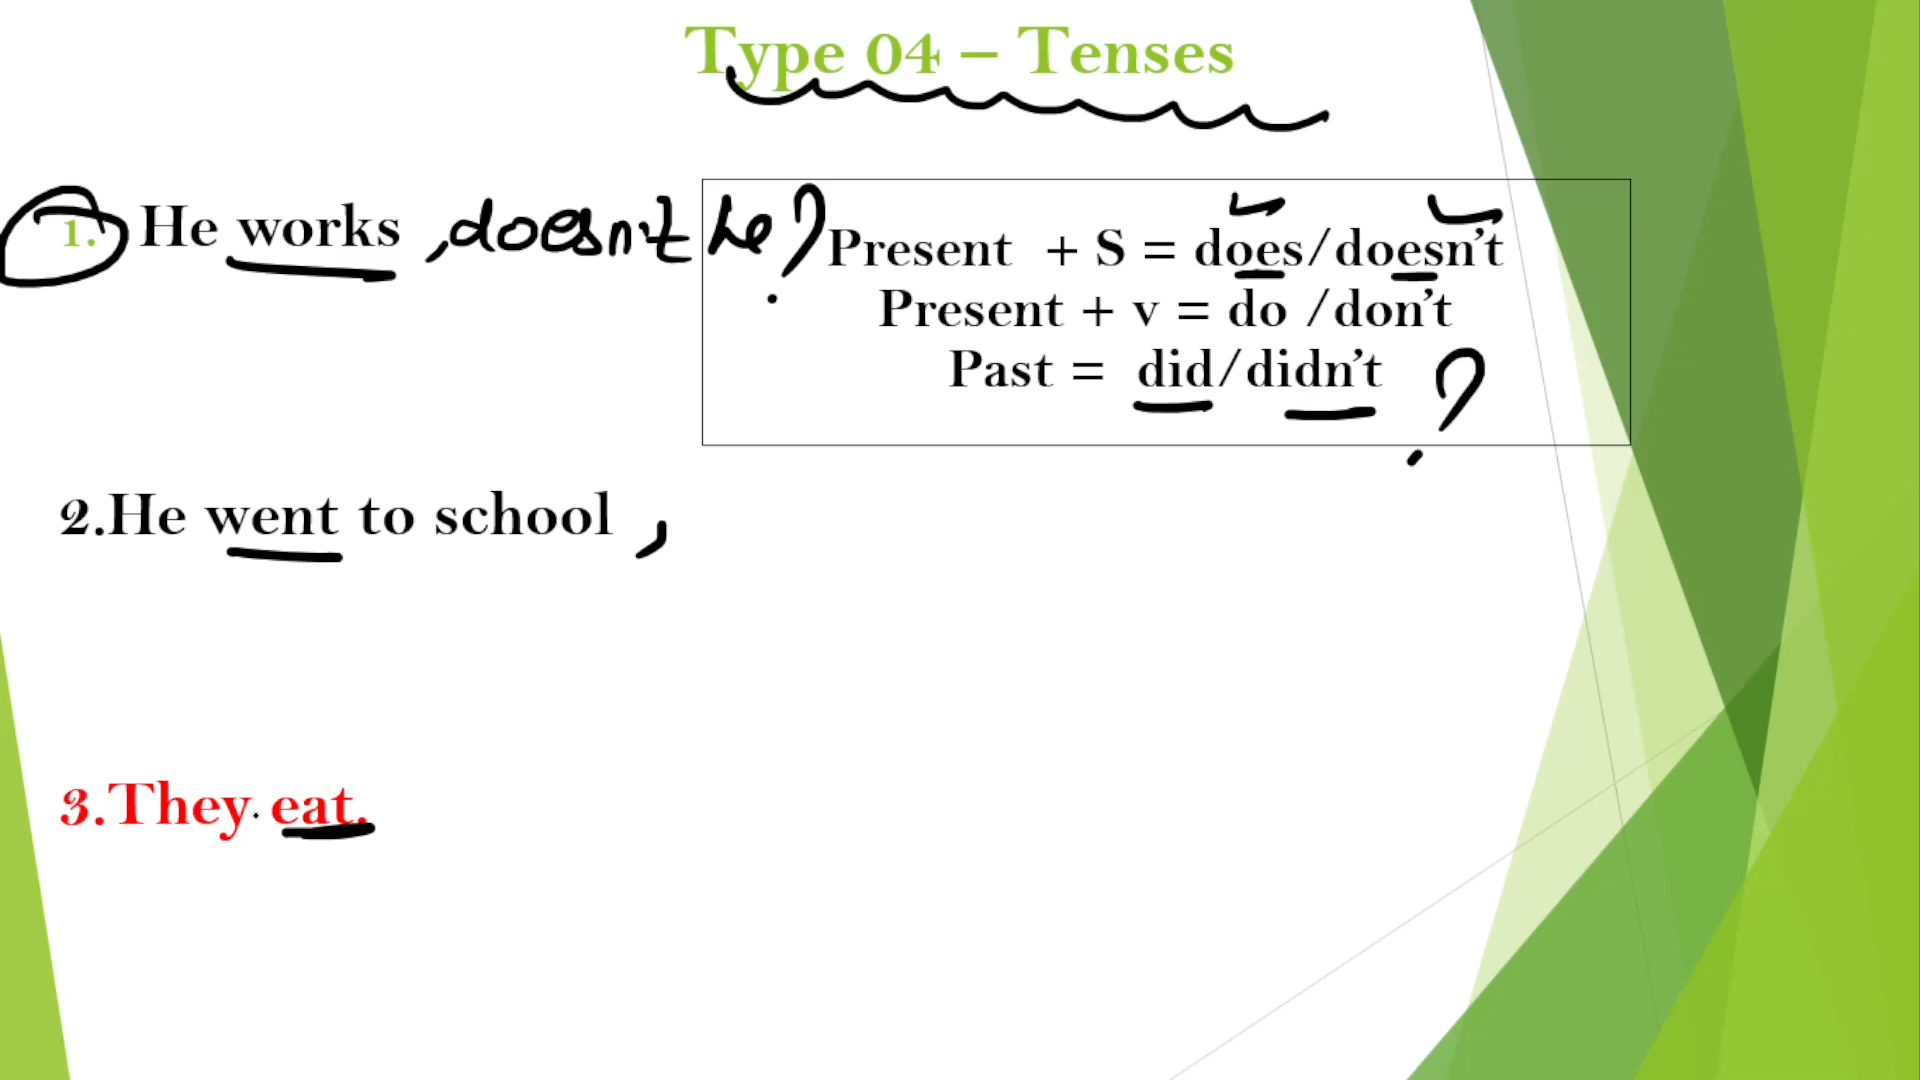 Type 04 – Tenses
1. He works ,doesn't he?
Present + S = does/doesn't
Present + v = do /don't
Past = did/didn't ?
2.He went to school ,
3.They eat.